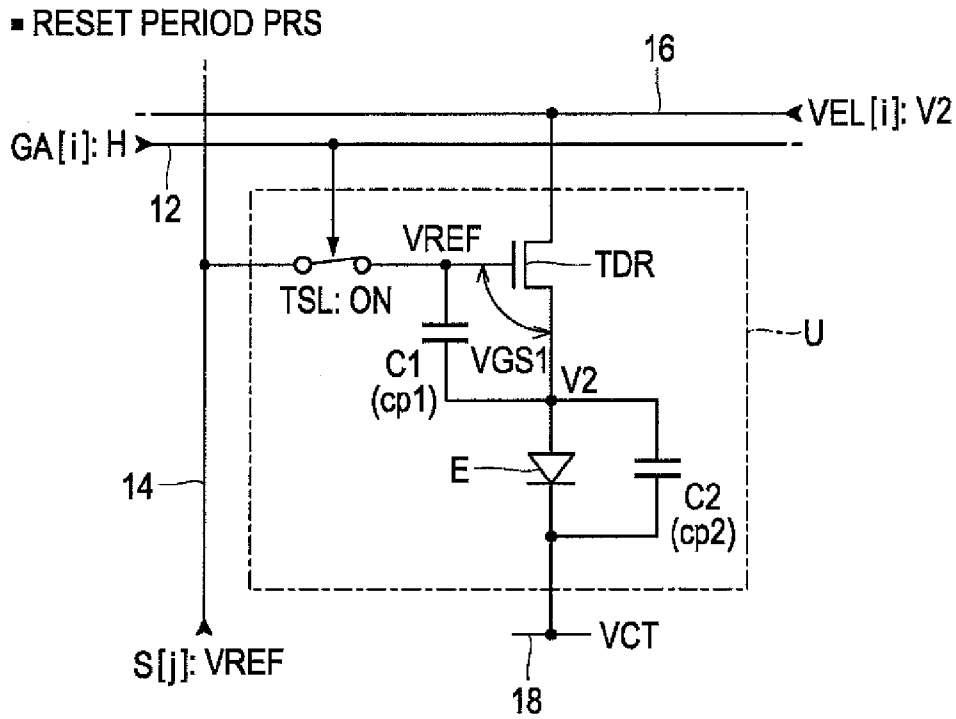 ▪ RESET PERIOD PRS
16
VEL[i]: V2
GA[i]: H
12
VREF
TDR
TSL: ON
U
VGS1
C1
(cp1)
V2
E
14
C2
(cp2)
VCT
S[j]: VREF
18